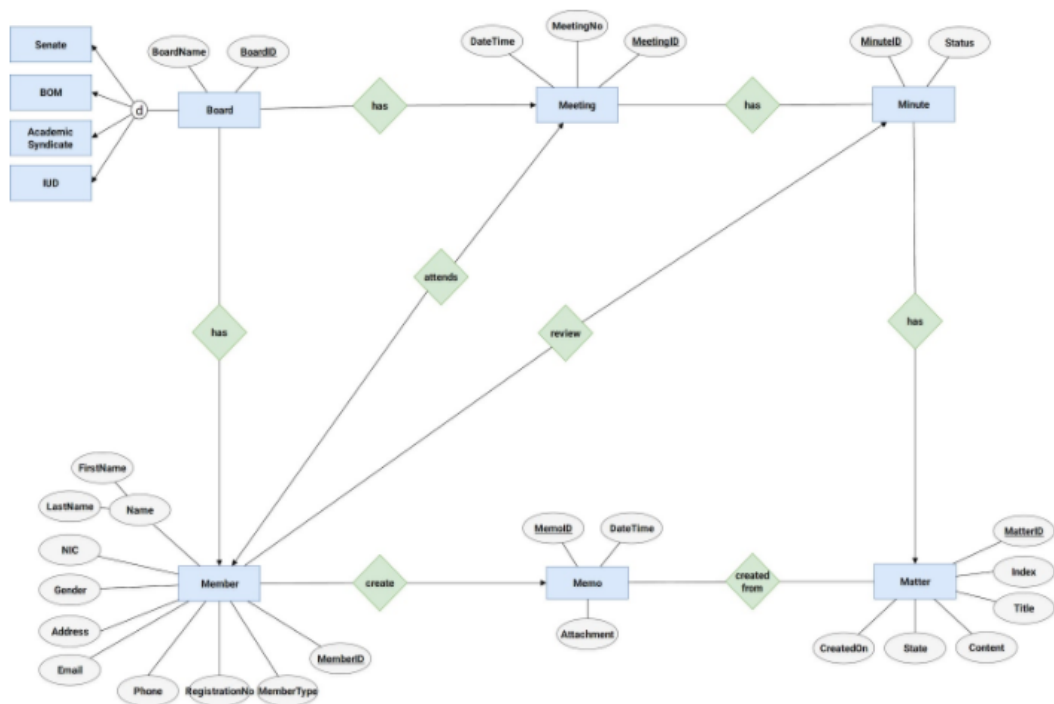 Senate
BOM
Academic
Syndicate
IUD
d
BoardName
BoardID
Board
has
DateTime
MeetingNo
MeetingID
Meeting
has
MinuteID
Status
Minute
attends
has
review
has
FirstName
LastName
Name
NIC
Gender
Address
Email
Phone
RegistrationNo
MemberType
MemberID
Member
create
MemoID
DateTime
Memo
Attachment
created
from
Matter
MatterID
Index
Title
Content
State
CreatedOn